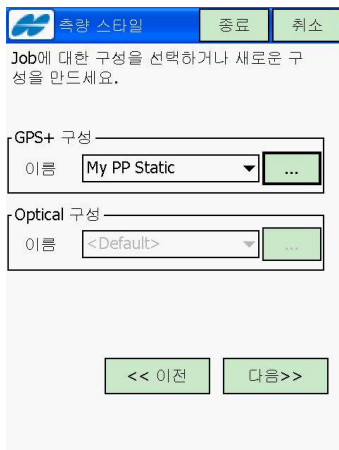 측량 스타일 종료 취소
Job에 대한 구성을 선택하거나 새로운 구
성을 만드세요.
GPS+ 구성
이름 My PP Static ...
Optical 구성
이름 <Default> ...
<< 이전 다음>>